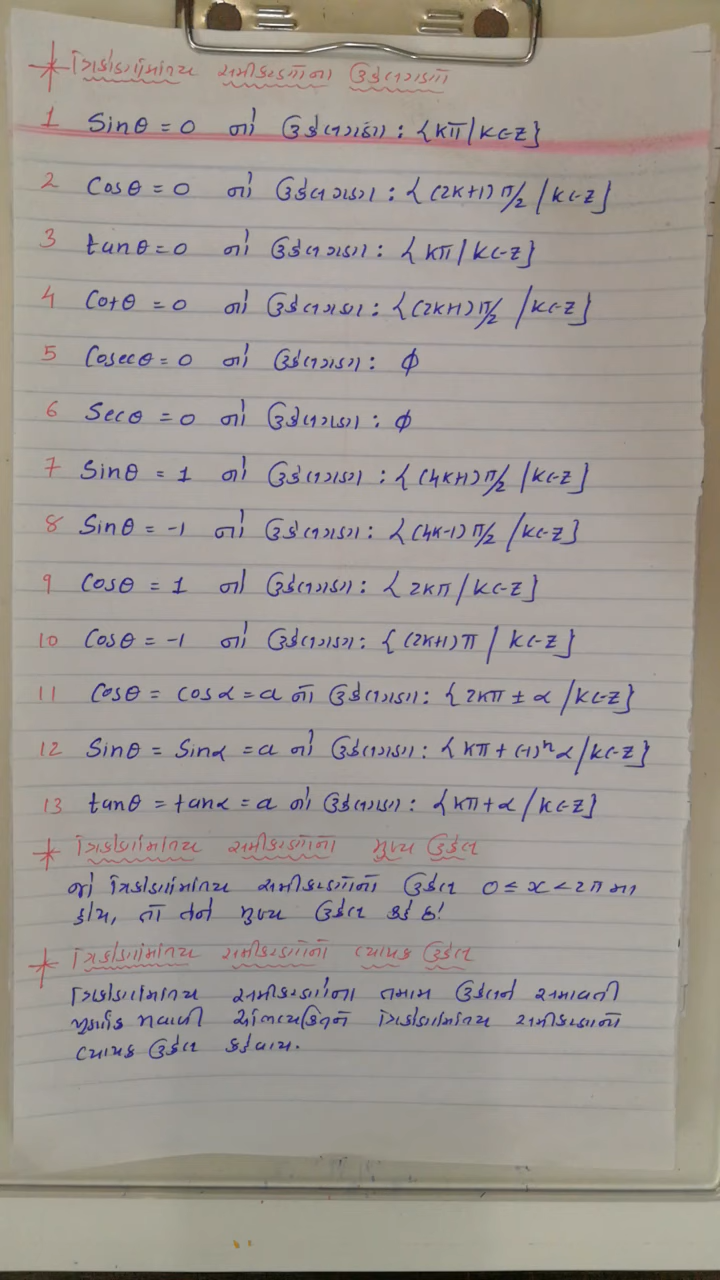 * ત્રિકોણમિતીય સમીકરણોના ઉકેલગણો
1 Sinθ = 0 નો ઉકેલગણ : {kπ/k∈Z}
2 Cosθ = 0 નો ઉકેલગણ : {(2k+1)π/2 /k∈Z}
3 tanθ = 0 નો ઉકેલગણ : {kπ/k∈Z}
4 Cotθ = 0 નો ઉકેલગણ : {(2k+1)π/2 /k∈Z}
5 Cosecθ = 0 નો ઉકેલગણ : ϕ
6 Secθ = 0 નો ઉકેલગણ : ϕ
7 Sinθ = 1 નો ઉકેલગણ : {(4k+1)π/2 /k∈Z}
8 Sinθ = -1 નો ઉકેલગણ : {(4k-1)π/2 /k∈Z}
9 Cosθ = 1 નો ઉકેલગણ : {2kπ/k∈Z}
10 Cosθ = -1 નો ઉકેલગણ : {(2k+1)π/k∈Z}
11 Cosθ = cosα = a નો ઉકેલગણ : {2kπ ± α/k∈Z}
12 Sinθ = Sinα = a નો ઉકેલગણ : {kπ + (-1)ⁿα/k∈Z}
13 tanθ = tanα = a નો ઉકેલગણ : {kπ+α/k∈Z}
* ત્રિકોણમિતીય સમીકરણોના મુખ્ય ઉકેલ
જો ત્રિકોણમિતીય સમીકરણોનો ઉકેલ 0 ≤ x < 2π મા
હોય, તો તેને મુખ્ય ઉકેલ કહે છે.
* ત્રિકોણમિતીય સમીકરણોનો વ્યાપક ઉકેલ
ત્રિકોણમિતીય સમીકરણોના તમામ ઉકેલને સમાવતી
પૂર્ણાંક મવાળી અભિવ્યક્તિને ત્રિકોણમિતીય સમીકરણનો
વ્યાપક ઉકેલ કહેવાય.